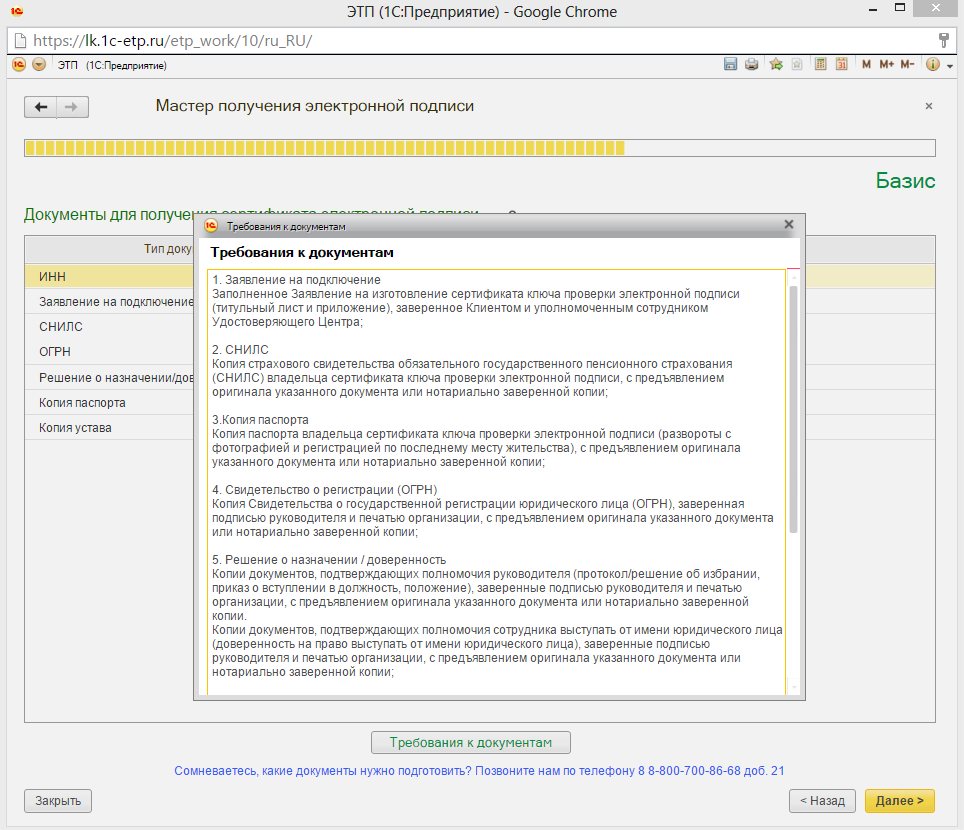 ЭТП (1С:Предприятие) - Google Chrome
https://lk.1c-etp.ru/etp_work/10/ru_RU/
ЭТП (1С:Предприятие)
M M+ M-
Мастер получения электронной подписи
Базис
Документы для получения сертификата электронной подписи
Тип доку
ИНН
Заявление на подключение
СНИЛС
ОГРН
Решение о назначении/дов
Копия паспорта
Копия устава
Требования к документам
Требования к документам
1. Заявление на подключение
Заполненное Заявление на изготовление сертификата ключа проверки электронной подписи
(титульный лист и приложение), заверенное Клиентом и уполномоченным сотрудником
Удостоверяющего Центра;
2. СНИЛС
Копия страхового свидетельства обязательного государственного пенсионного страхования
(СНИЛС) владельца сертификата ключа проверки электронной подписи, с предъявлением
оригинала указанного документа или нотариально заверенной копии;
3.Копия паспорта
Копия паспорта владельца сертификата ключа проверки электронной подписи (развороты с
фотографией и регистрацией по последнему месту жительства), с предъявлением оригинала
указанного документа или нотариально заверенной копии;
4. Свидетельство о регистрации (ОГРН)
Копия Свидетельства о государственной регистрации юридического лица (ОГРН), заверенная
подписью руководителя и печатью организации, с предъявлением оригинала указанного документа
или нотариально заверенной копии;
5. Решение о назначении / доверенность
Копии документов, подтверждающих полномочия руководителя (протокол/решение об избрании,
приказ о вступлении в должность, положение), заверенные подписью руководителя и печатью
организации, с предъявлением оригинала указанного документа или нотариально заверенной
копии.
Копии документов, подтверждающих полномочия сотрудника выступать от имени юридического лица
(доверенность на право выступать от имени юридического лица), заверенные подписью
руководителя и печатью организации, с предъявлением оригинала указанного документа или
нотариально заверенной копии;
Требования к документам
Сомневаетесь, какие документы нужно подготовить? Позвоните нам по телефону 8 8-800-700-86-68 доб. 21
Закрыть
< Назад
Далее >